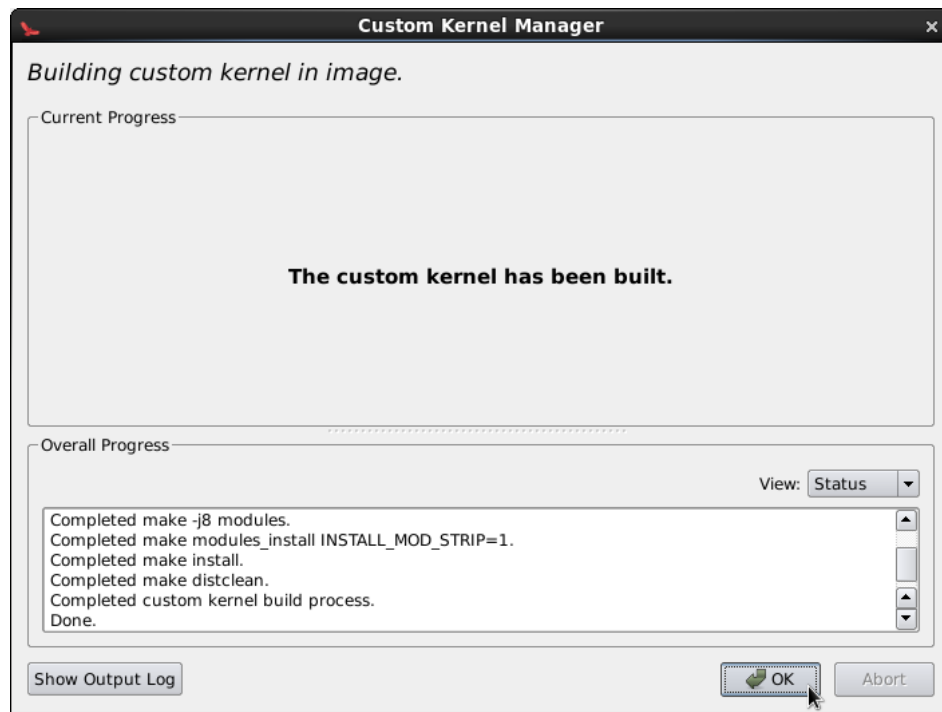 Custom Kernel Manager
Building custom kernel in image.
Current Progress
The custom kernel has been built.
Overall Progress
View: Status
Completed make -j8 modules.
Completed make modules_install INSTALL_MOD_STRIP=1.
Completed make install.
Completed make distclean.
Completed custom kernel build process.
Done.
Show Output Log OK Abort